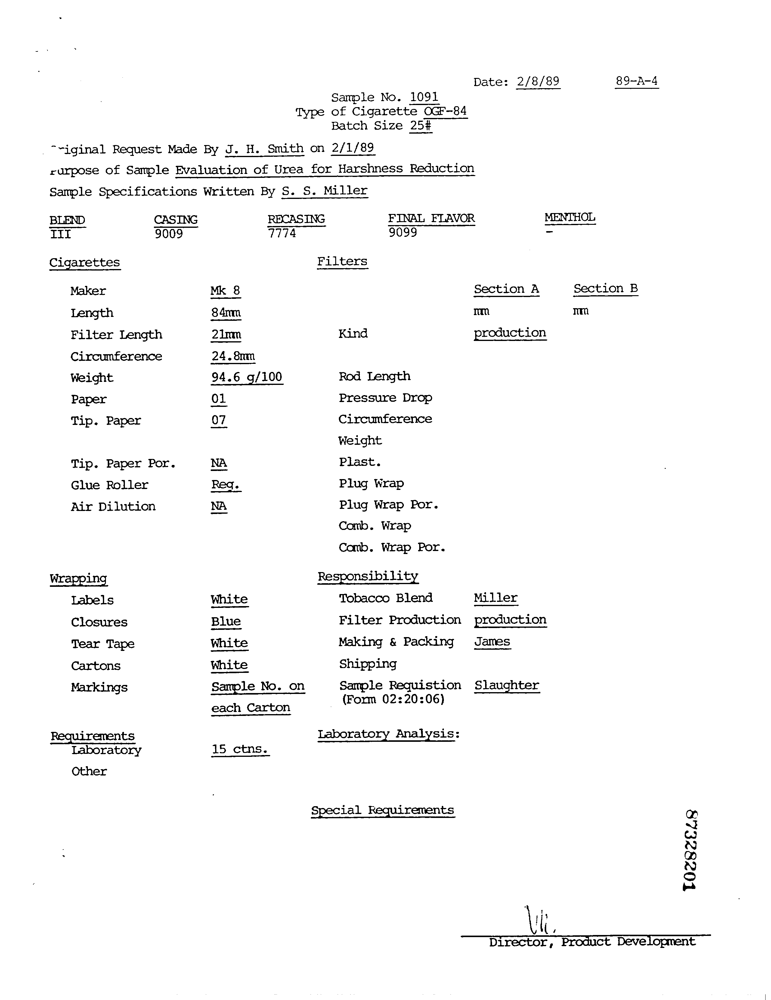 Date: 2/8/89 89-A-4
Sample No. 1091
Type of Cigarette OGF-84
Batch Size 25#
iginal Request Made By J. H. Smith on 2/1/89
urpose of Sample Evaluation of Urea for Harshness Reduction
Sample Specifications Written By S. S. Miller
BLEND CASING RECASING FINAL FLAVOR MENTHOL
III 9009 7774 9099 -
Cigarettes Filters
Maker Mk 8 Section A Section B
Length 84mm mm mm
Filter Length 21mm Kind production
Circumference 24.8mm
Weight 94.6 g/100 Rod Length
Paper 01 Pressure Drop
Tip. Paper 07 Circumference
Weight
Tip. Paper Por. NA Plast.
Glue Roller Reg. Plug Wrap
Air Dilution NA Plug Wrap Por.
Comb. Wrap
Comb. Wrap Por.
Wrapping Responsibility
Labels White Tobacco Blend Miller
Closures Blue Filter Production production
Tear Tape White Making & Packing James
Cartons White Shipping
Markings Sample No. on Sample Requistion Slaughter
each Carton (Form 02:20:06)
Requirements Laboratory Analysis:
Laboratory 15 ctns.
Other
Special Requirements
87328201
Director, Product Development